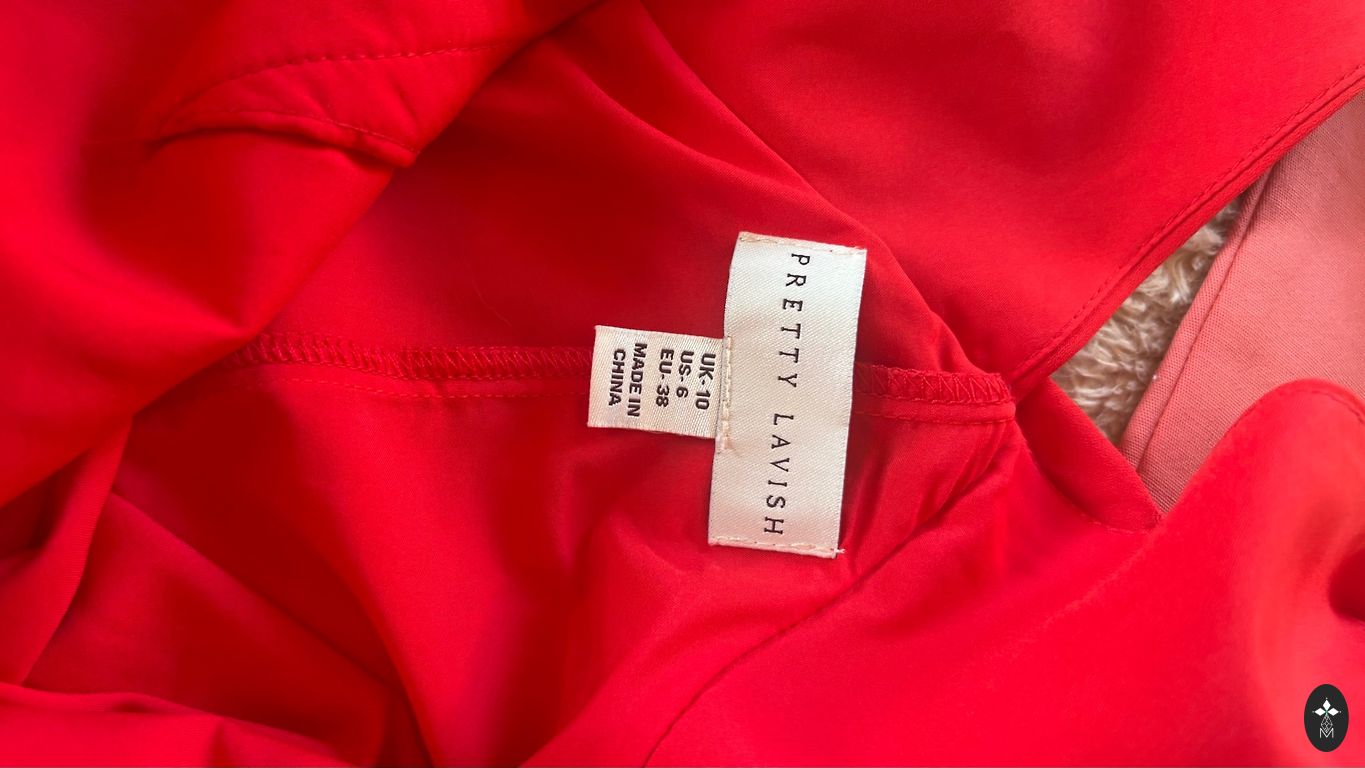 PRETTY LAVISH
UK-10
US-6
EU-38
MADE IN
CHINA
M